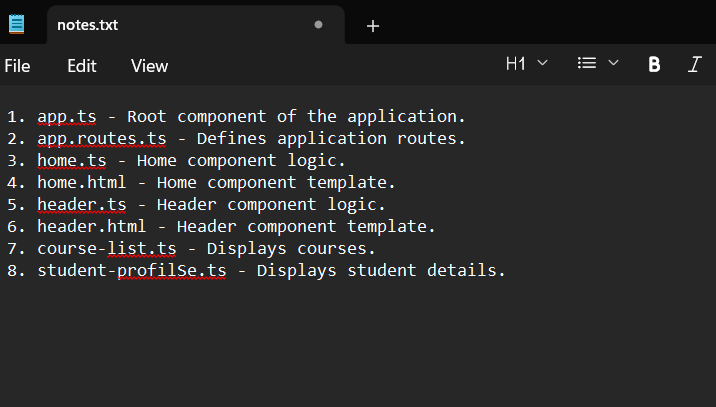 notes.txt
File Edit View H1 B I
1. app.ts - Root component of the application.
2. app.routes.ts - Defines application routes.
3. home.ts - Home component logic.
4. home.html - Home component template.
5. header.ts - Header component logic.
6. header.html - Header component template.
7. course-list.ts - Displays courses.
8. student-profilSe.ts - Displays student details.